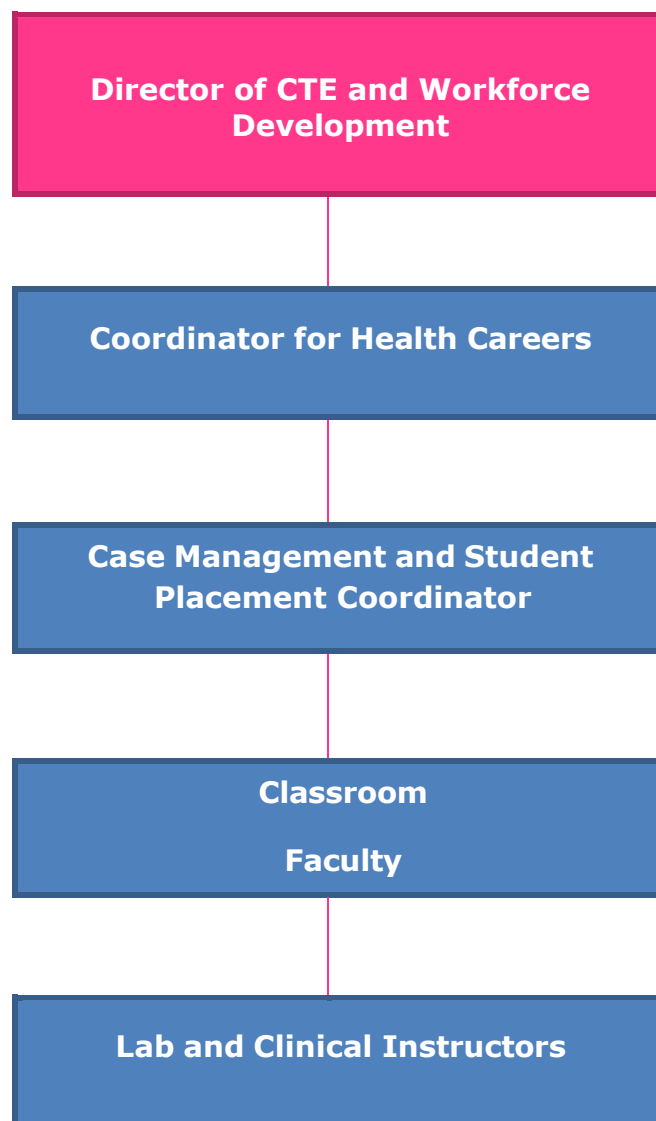 Director of CTE and Workforce
Development
Coordinator for Health Careers
Case Management and Student
Placement Coordinator
Classroom
Faculty
Lab and Clinical Instructors